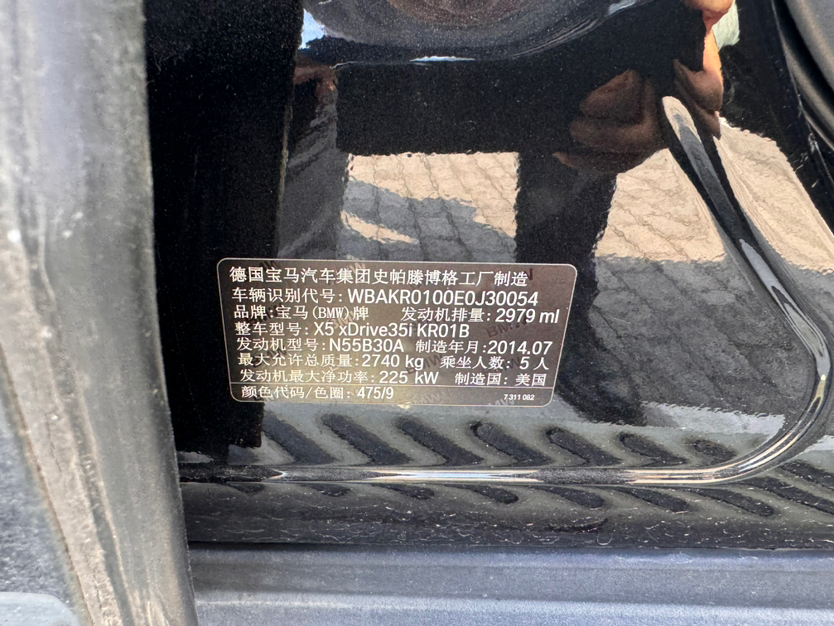 德国宝马汽车集团史帕滕博格工厂制造
车辆识别代号: WBAKR0100E0J30054
品牌: 宝马(BMW)牌 发动机排量: 2979 ml
整车型号: X5 xDrive35i KR01B
发动机型号: N55B30A 制造年月: 2014.07
最大允许总质量: 2740 kg 乘坐人数: 5 人
发动机最大净功率: 225 kW 制造国: 美国
颜色代码/色圈: 475/9 7 311 082